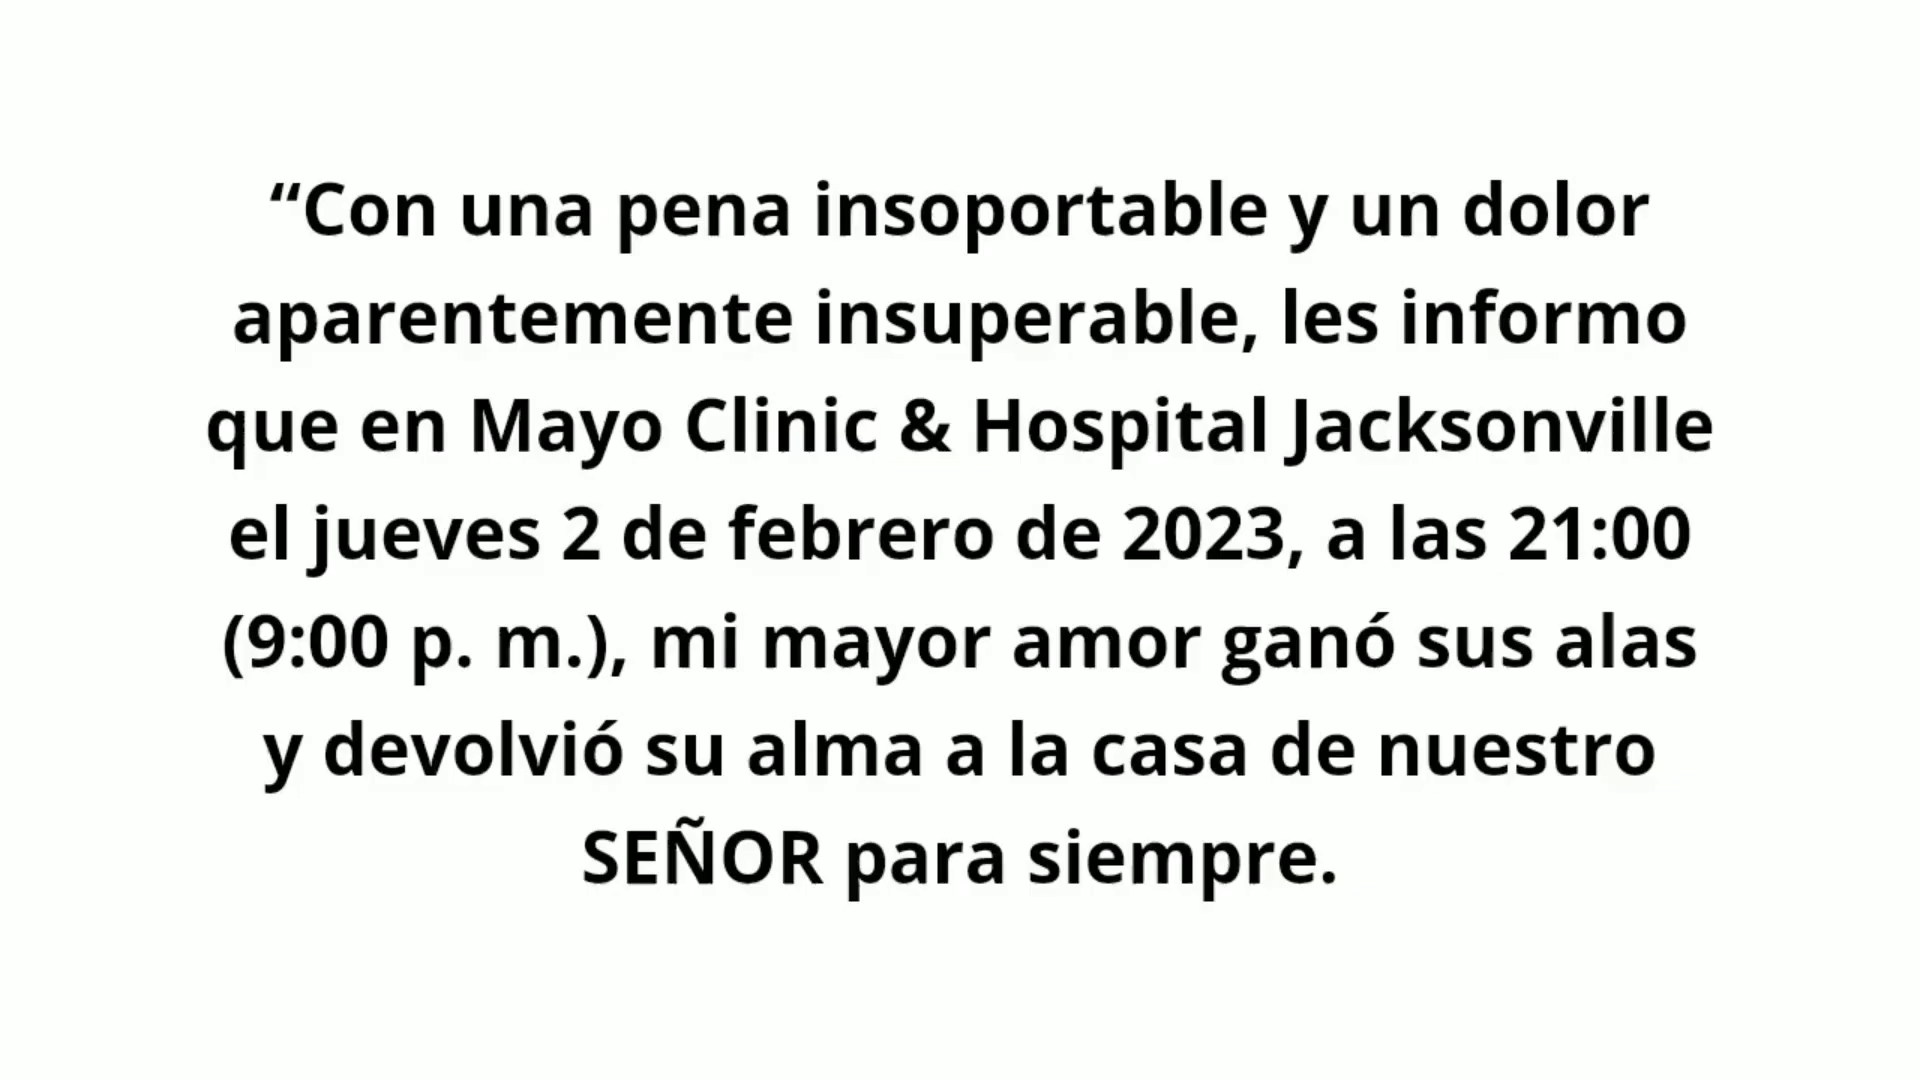 “Con una pena insoportable y un dolor
aparentemente insuperable, les informo
que en Mayo Clinic & Hospital Jacksonville
el jueves 2 de febrero de 2023, a las 21:00
(9:00 p. m.), mi mayor amor ganó sus alas
y devolvió su alma a la casa de nuestro
SEÑOR para siempre.